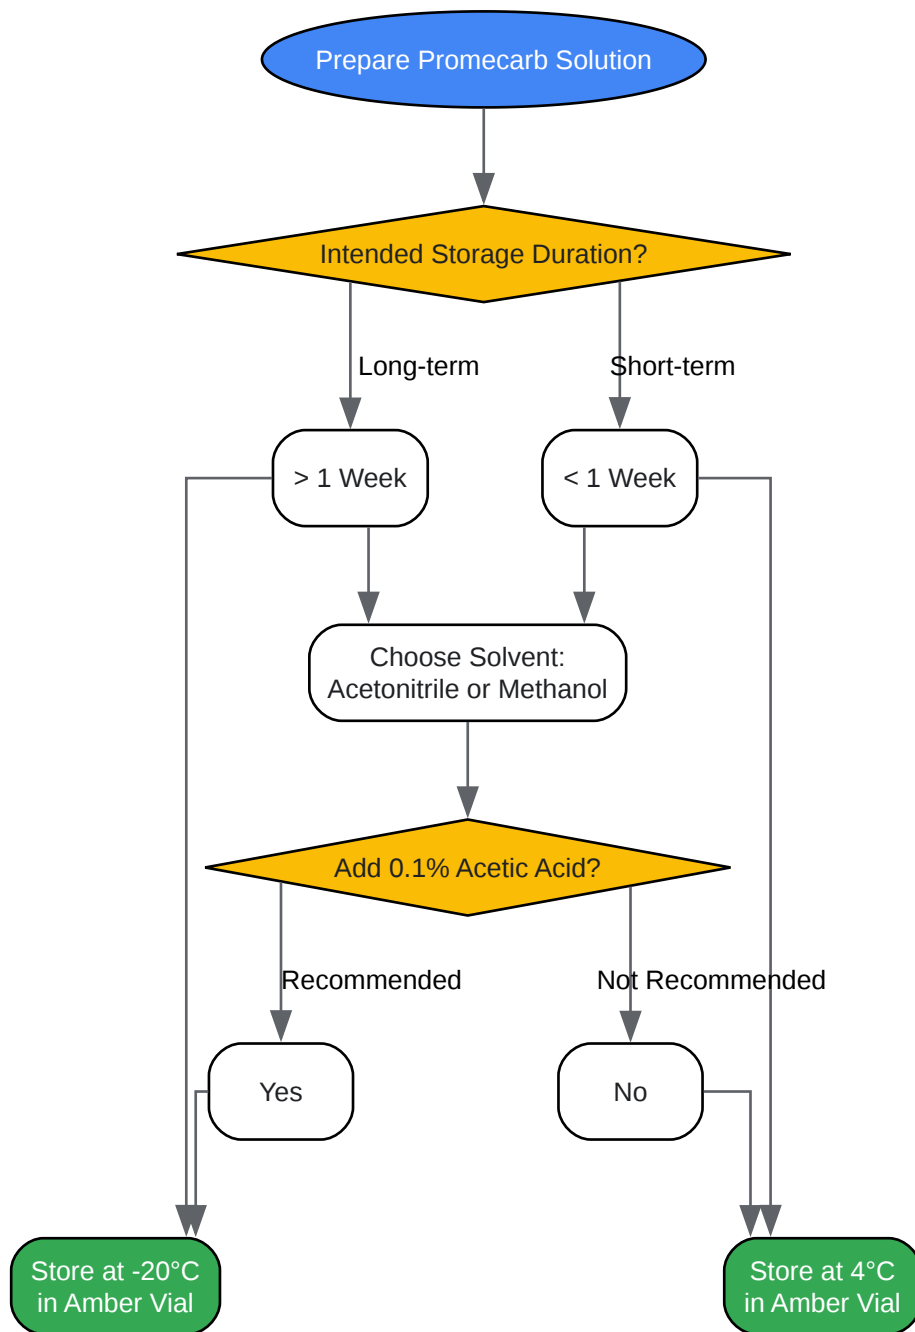 Prepare Promecarb Solution
Intended Storage Duration?
Long-term
Short-term
> 1 Week
< 1 Week
Choose Solvent:
Acetonitrile or Methanol
Add 0.1% Acetic Acid?
Recommended
Not Recommended
Yes
No
Store at -20°C
in Amber Vial
Store at 4°C
in Amber Vial